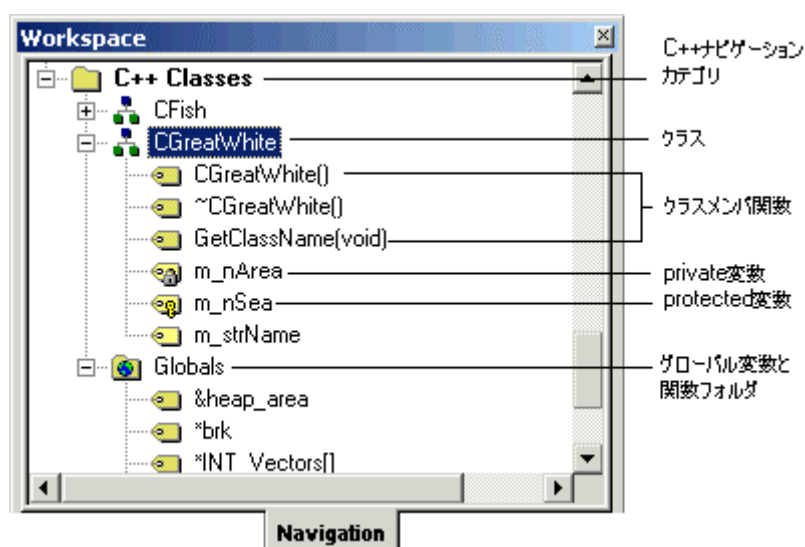 Workspace
C++ Classes
CFish
CGreatWhite
CGreatWhite()
~CGreatWhite()
GetClassName(void)
m_nArea
m_nSea
m_strName
Globals
&heap_area
*brk
*INT_Vectors[]
Navigation
C++ナビゲーション
カテゴリ
クラス
クラスメンバ関数
private変数
protected変数
グローバル変数と
関数フォルダ